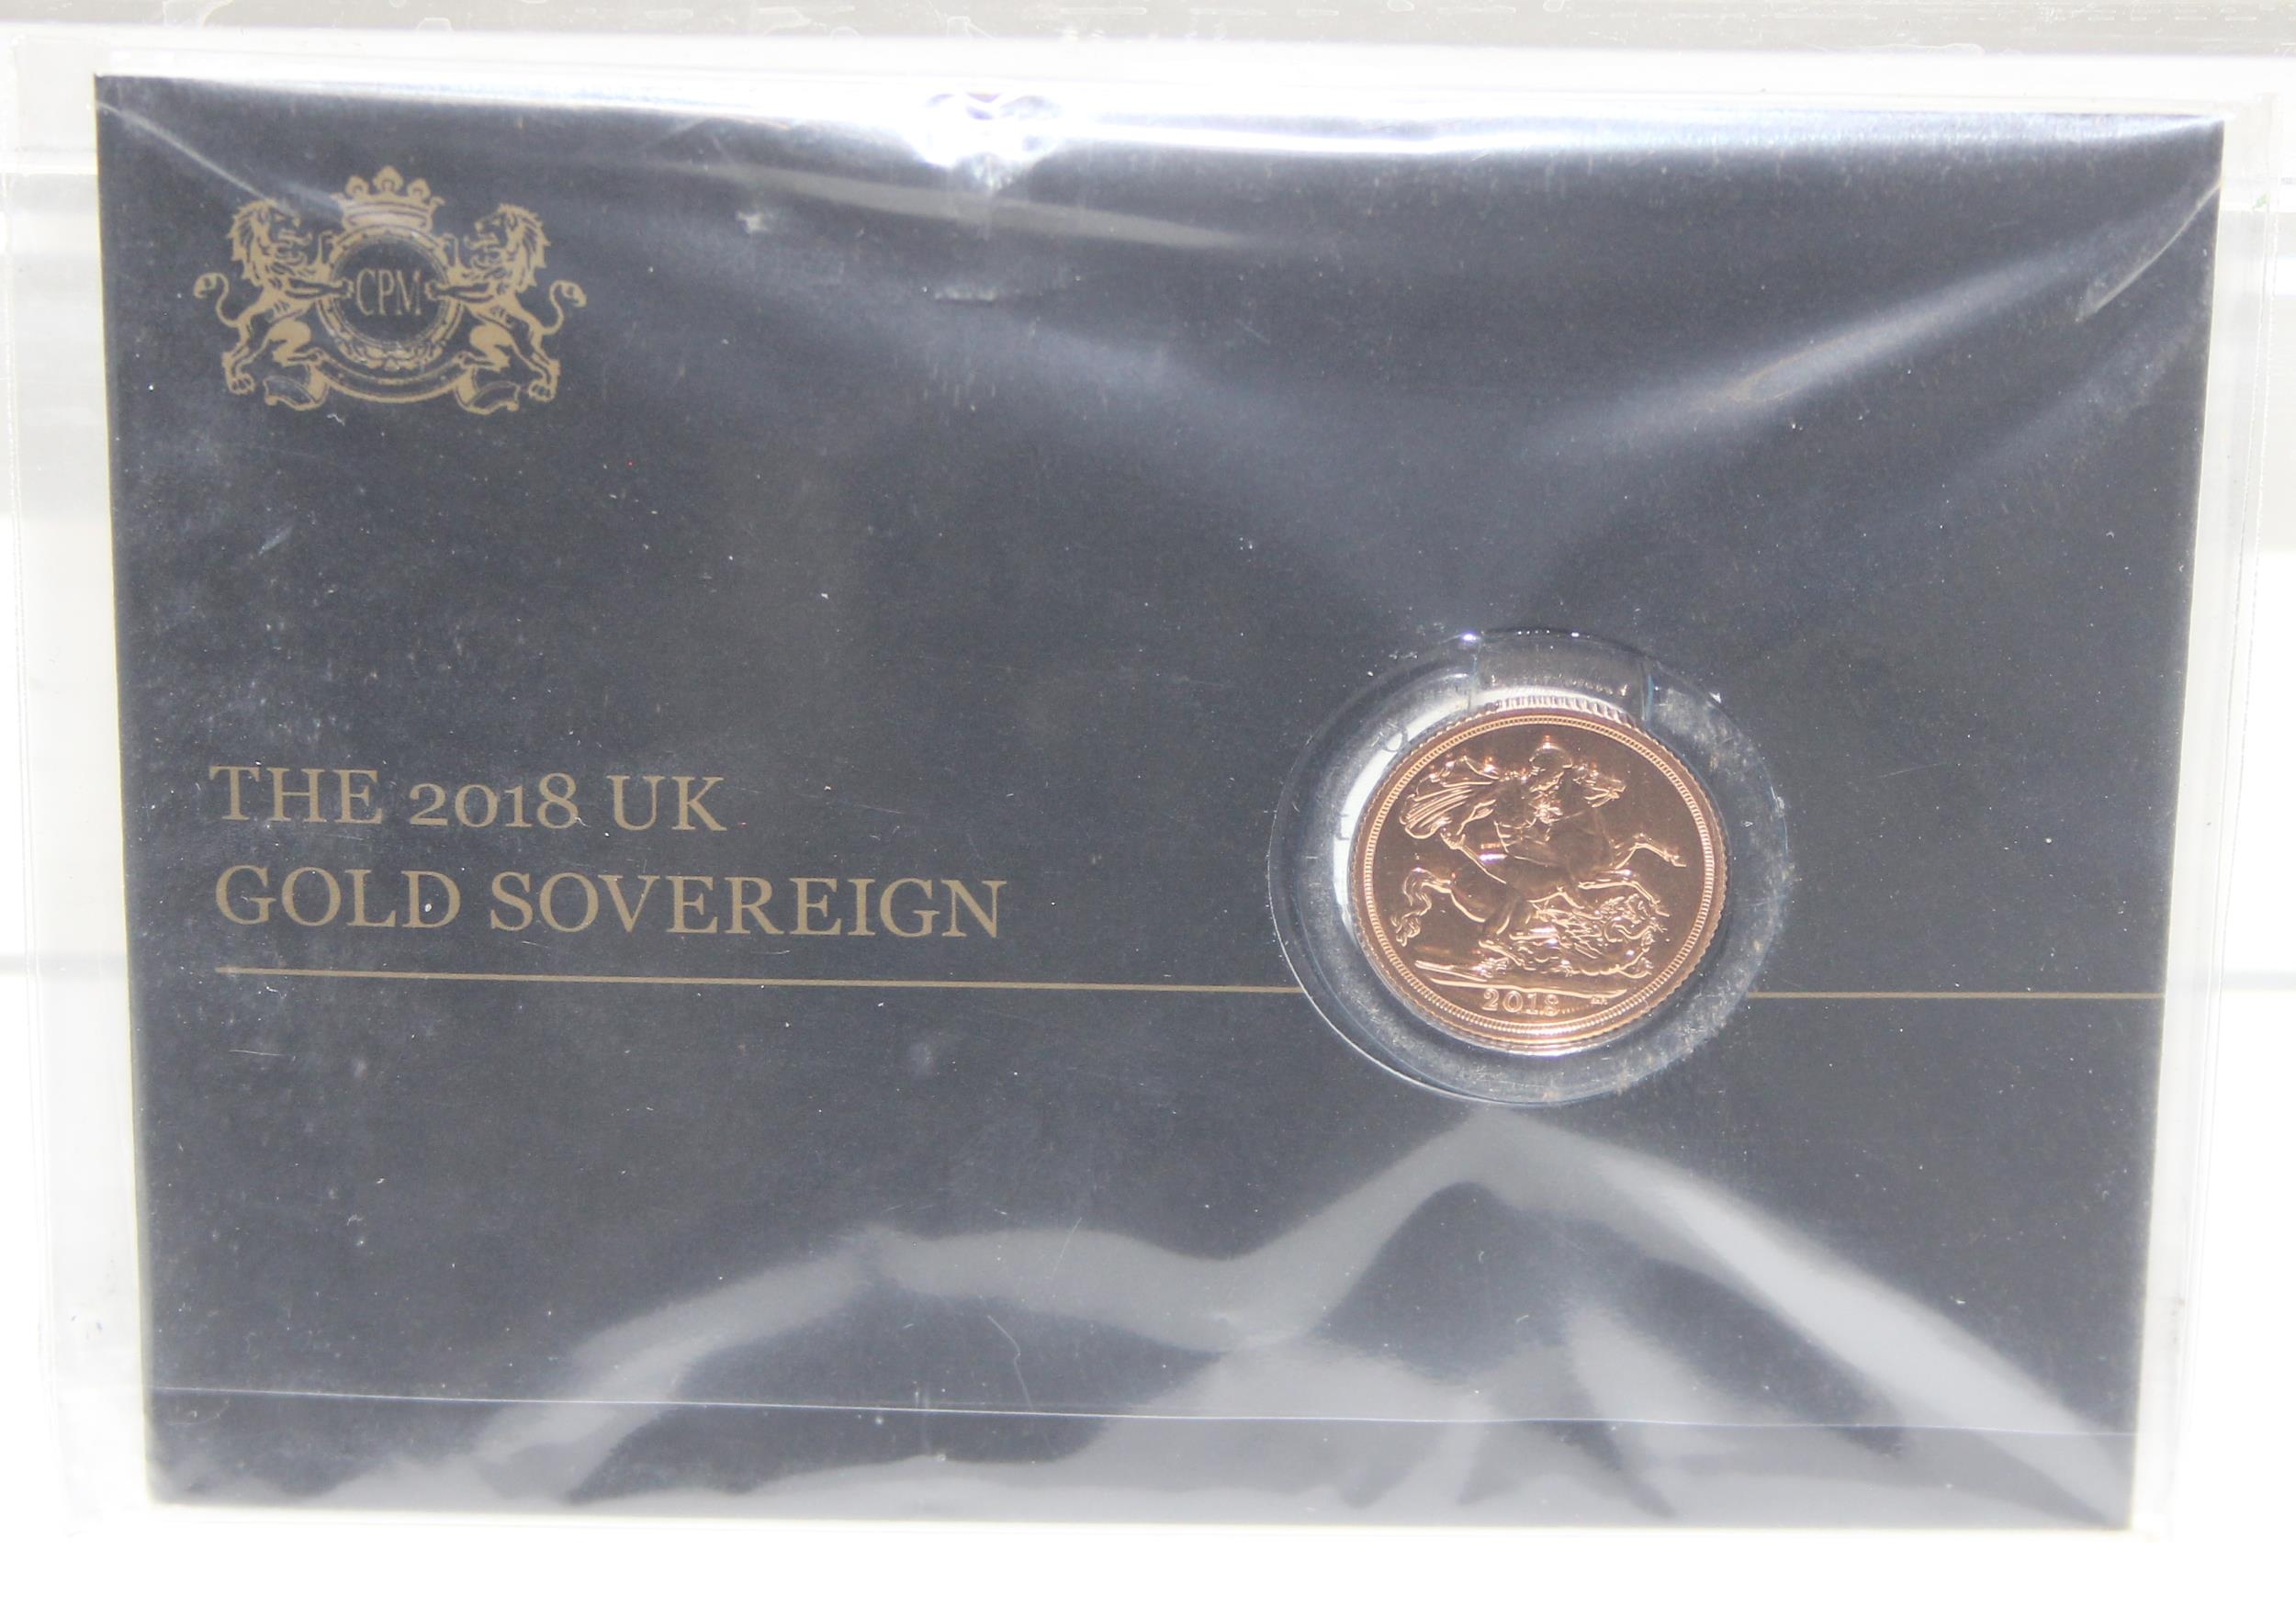 CPM
THE 2018 UK
GOLD SOVEREIGN
2018